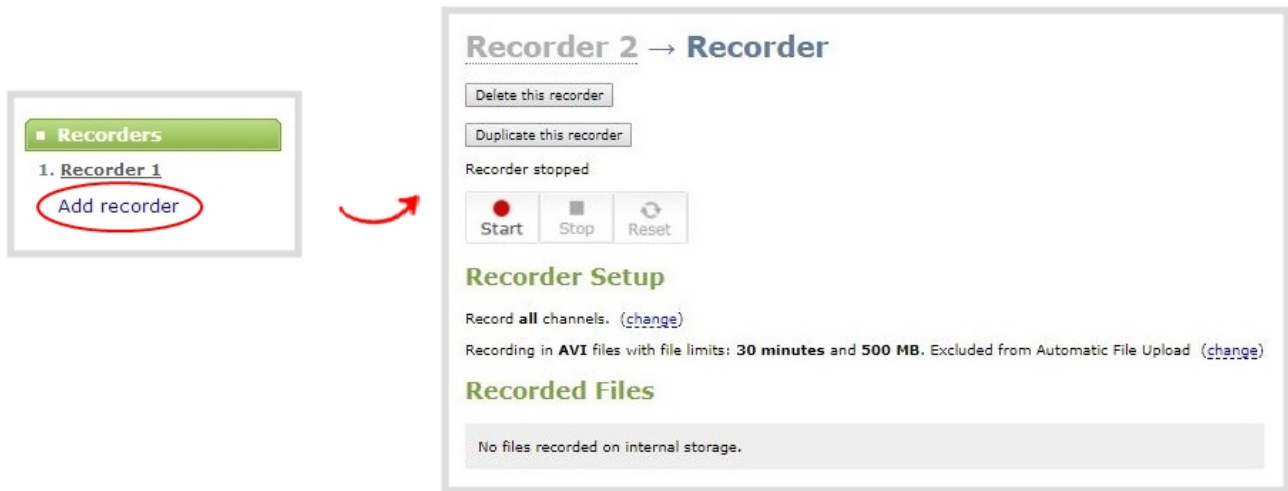 Recorders
1. Recorder 1
Add recorder
Recorder 2 → Recorder
Delete this recorder
Duplicate this recorder
Recorder stopped
Start Stop Reset
Recorder Setup
Record all channels. (change)
Recording in AVI files with file limits: 30 minutes and 500 MB. Excluded from Automatic File Upload (change)
Recorded Files
No files recorded on internal storage.